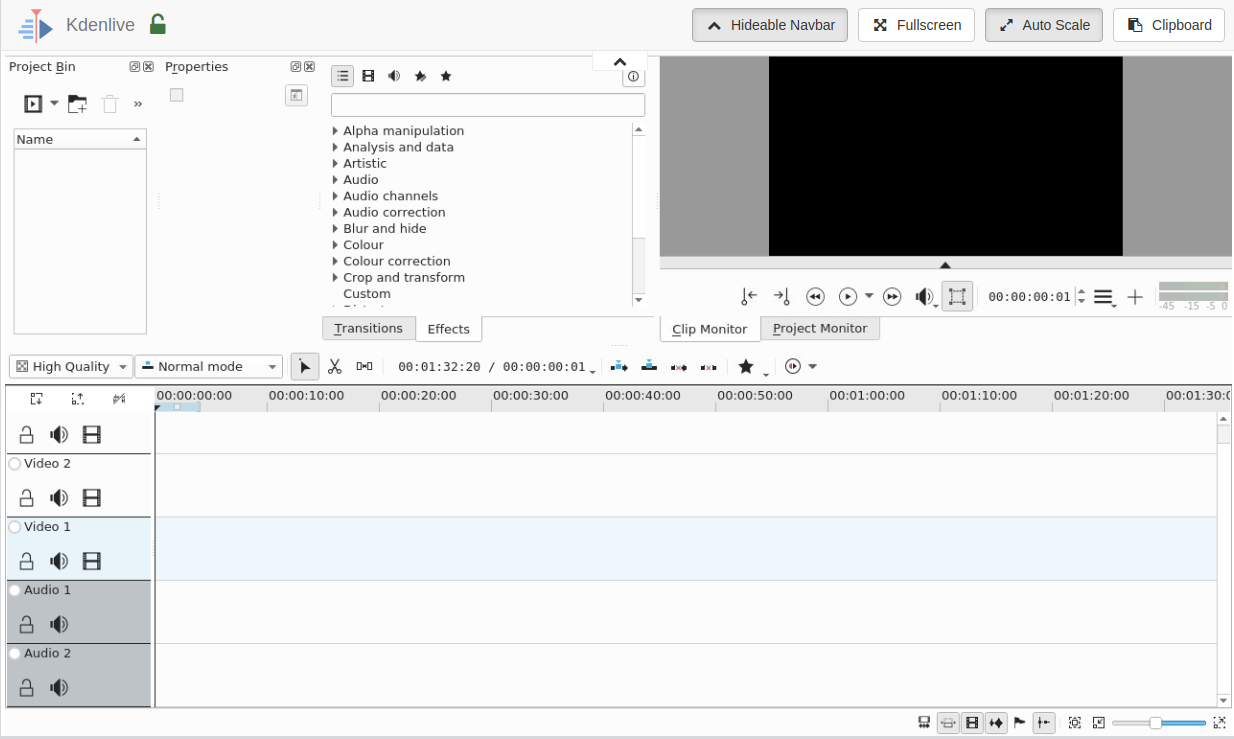 Kdenlive
Hideable Navbar
Fullscreen
Auto Scale
Clipboard
Project Bin
Properties
Name
Alpha manipulation
Analysis and data
Artistic
Audio
Audio channels
Audio correction
Blur and hide
Colour
Colour correction
Crop and transform
Custom
00:00:00:01
-45 -15 -5 0
Transitions
Effects
Clip Monitor
Project Monitor
High Quality
Normal mode
00:01:32:20 / 00:00:00:01
00:00:00:00 00:00:10:00 00:00:20:00 00:00:30:00 00:00:40:00 00:00:50:00 00:01:00:00 00:01:10:00 00:01:20:00 00:01:30:0
Video 2
Video 1
Audio 1
Audio 2